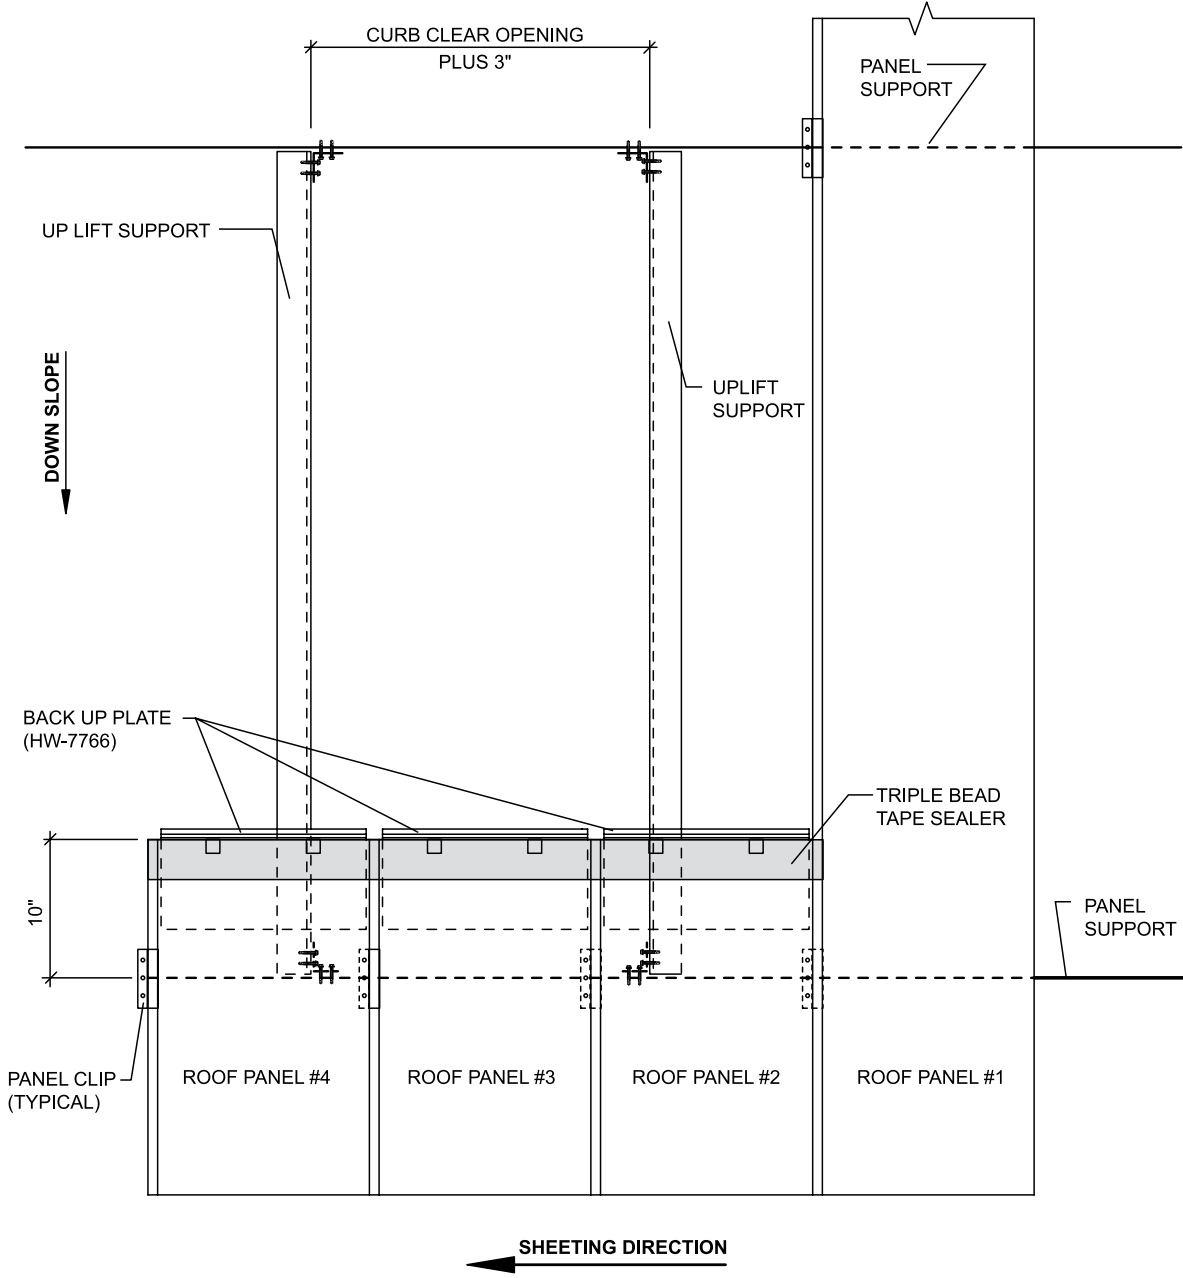 CURB CLEAR OPENING
PLUS 3"
PANEL
SUPPORT
UP LIFT SUPPORT
DOWN SLOPE
UPLIFT
SUPPORT
BACK UP PLATE
(HW-7766)
TRIPLE BEAD
TAPE SEALER
10"
PANEL
SUPPORT
PANEL CLIP
(TYPICAL)
ROOF PANEL #4
ROOF PANEL #3
ROOF PANEL #2
ROOF PANEL #1
SHEETING DIRECTION